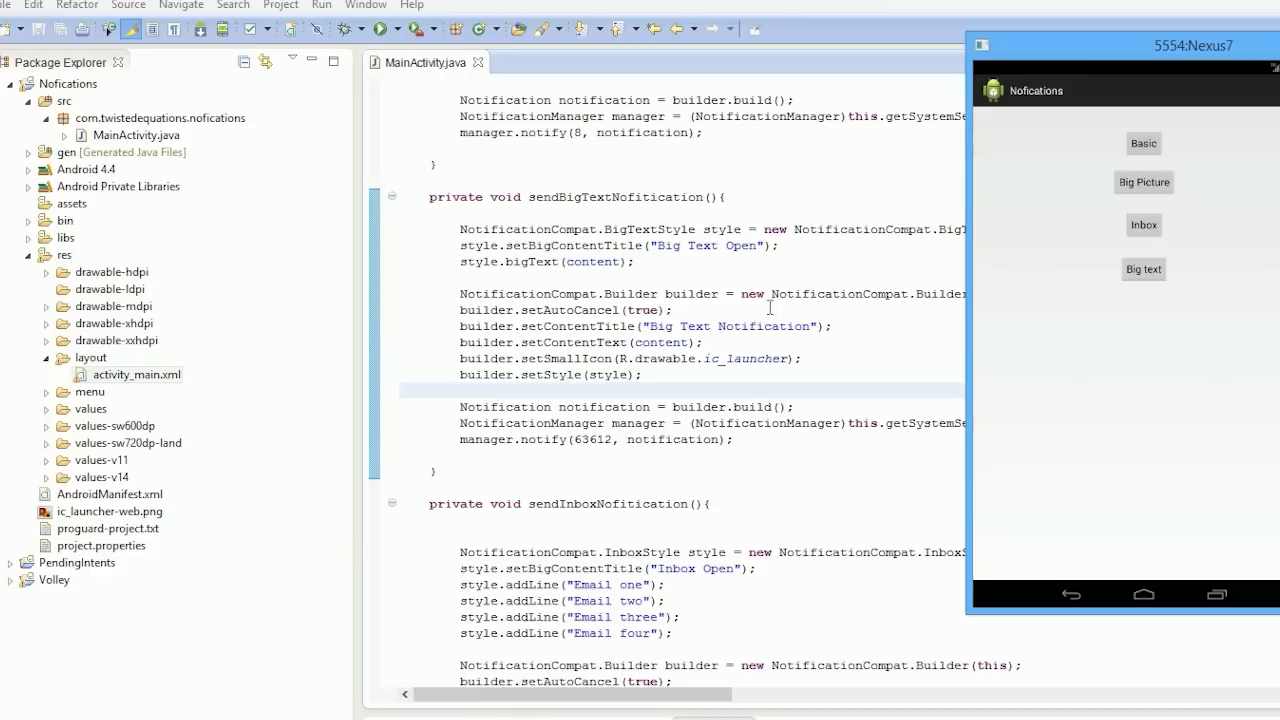 Edit Refactor Source Navigate Search Project Run Window Help
Package Explorer
Nofications
src
com.twistedequations.nofications
MainActivity.java
gen [Generated Java Files]
Android 4.4
Android Private Libraries
assets
bin
libs
res
drawable-hdpi
drawable-ldpi
drawable-mdpi
drawable-xhdpi
drawable-xxhdpi
layout
activity_main.xml
menu
values
values-sw600dp
values-sw720dp-land
values-v11
values-v14
AndroidManifest.xml
ic_launcher-web.png
proguard-project.txt
project.properties
PendingIntents
Volley
MainActivity.java
Notification notification = builder.build();
NotificationManager manager = (NotificationManager)this.getSystemSe
manager.notify(8, notification);
}
private void sendBigTextNofitication(){
NotificationCompat.BigTextStyle style = new NotificationCompat.BigT
style.setBigContentTitle("Big Text Open");
style.bigText(content);
NotificationCompat.Builder builder = new NotificationCompat.Builder
builder.setAutoCancel(true);
builder.setContentTitle("Big Text Notification");
builder.setContentText(content);
builder.setSmallIcon(R.drawable.ic_launcher);
builder.setStyle(style);
Notification notification = builder.build();
NotificationManager manager = (NotificationManager)this.getSystemSe
manager.notify(63612, notification);
}
private void sendInboxNofitication(){
NotificationCompat.InboxStyle style = new NotificationCompat.InboxS
style.setBigContentTitle("Inbox Open");
style.addLine("Email one");
style.addLine("Email two");
style.addLine("Email three");
style.addLine("Email four");
NotificationCompat.Builder builder = new NotificationCompat.Builder(this);
builder.setAutoCancel(true);
5554:Nexus7
Nofications
Basic
Big Picture
Inbox
Big text